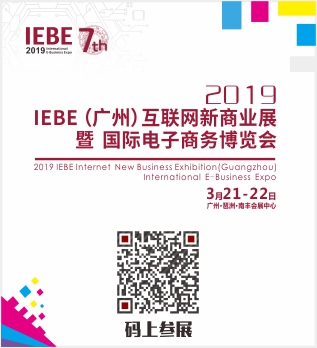 IEBE 7th
2019 International
E-Business Expo
2019
IEBE（广州）互联网新商业展
暨 国际电子商务博览会
2019 IEBE Internet New Business Exhibition(Guangzhou)
International E-Business Expo
3月21-22日
广州·琶洲·南丰会展中心
码上参展